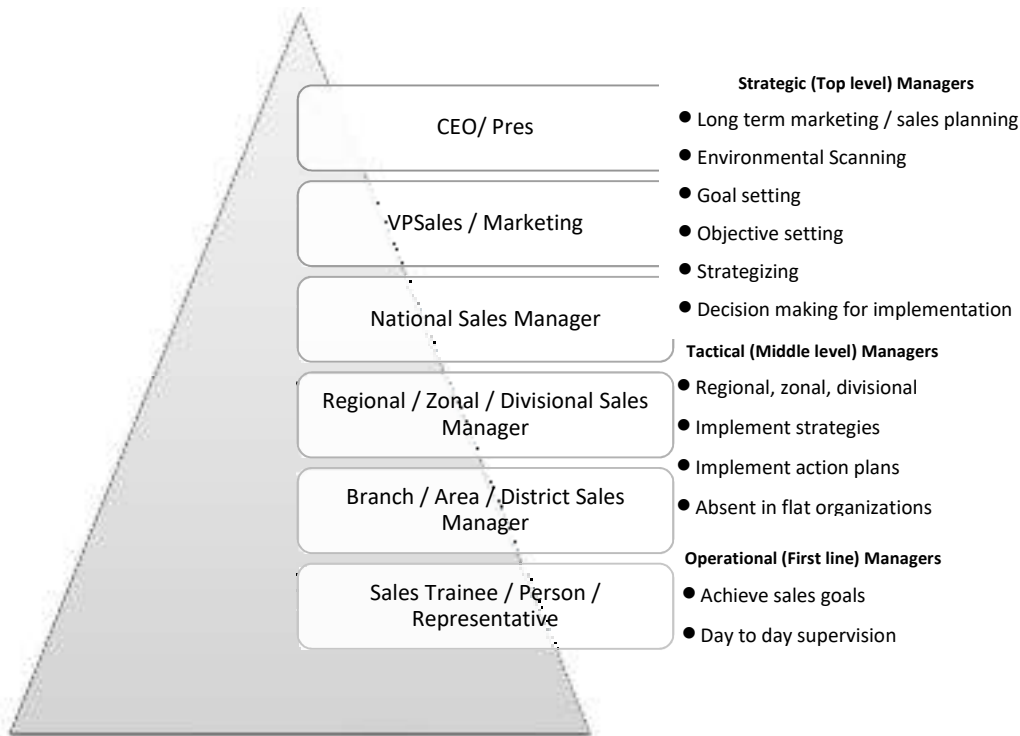 CEO/ Pres
VPSales / Marketing
National Sales Manager
Regional / Zonal / Divisional Sales
Manager
Branch / Area / District Sales
Manager
Sales Trainee / Person /
Representative
Strategic (Top level) Managers
● Long term marketing / sales planning
● Environmental Scanning
● Goal setting
● Objective setting
● Strategizing
● Decision making for implementation
Tactical (Middle level) Managers
● Regional, zonal, divisional
● Implement strategies
● Implement action plans
● Absent in flat organizations
Operational (First line) Managers
● Achieve sales goals
● Day to day supervision